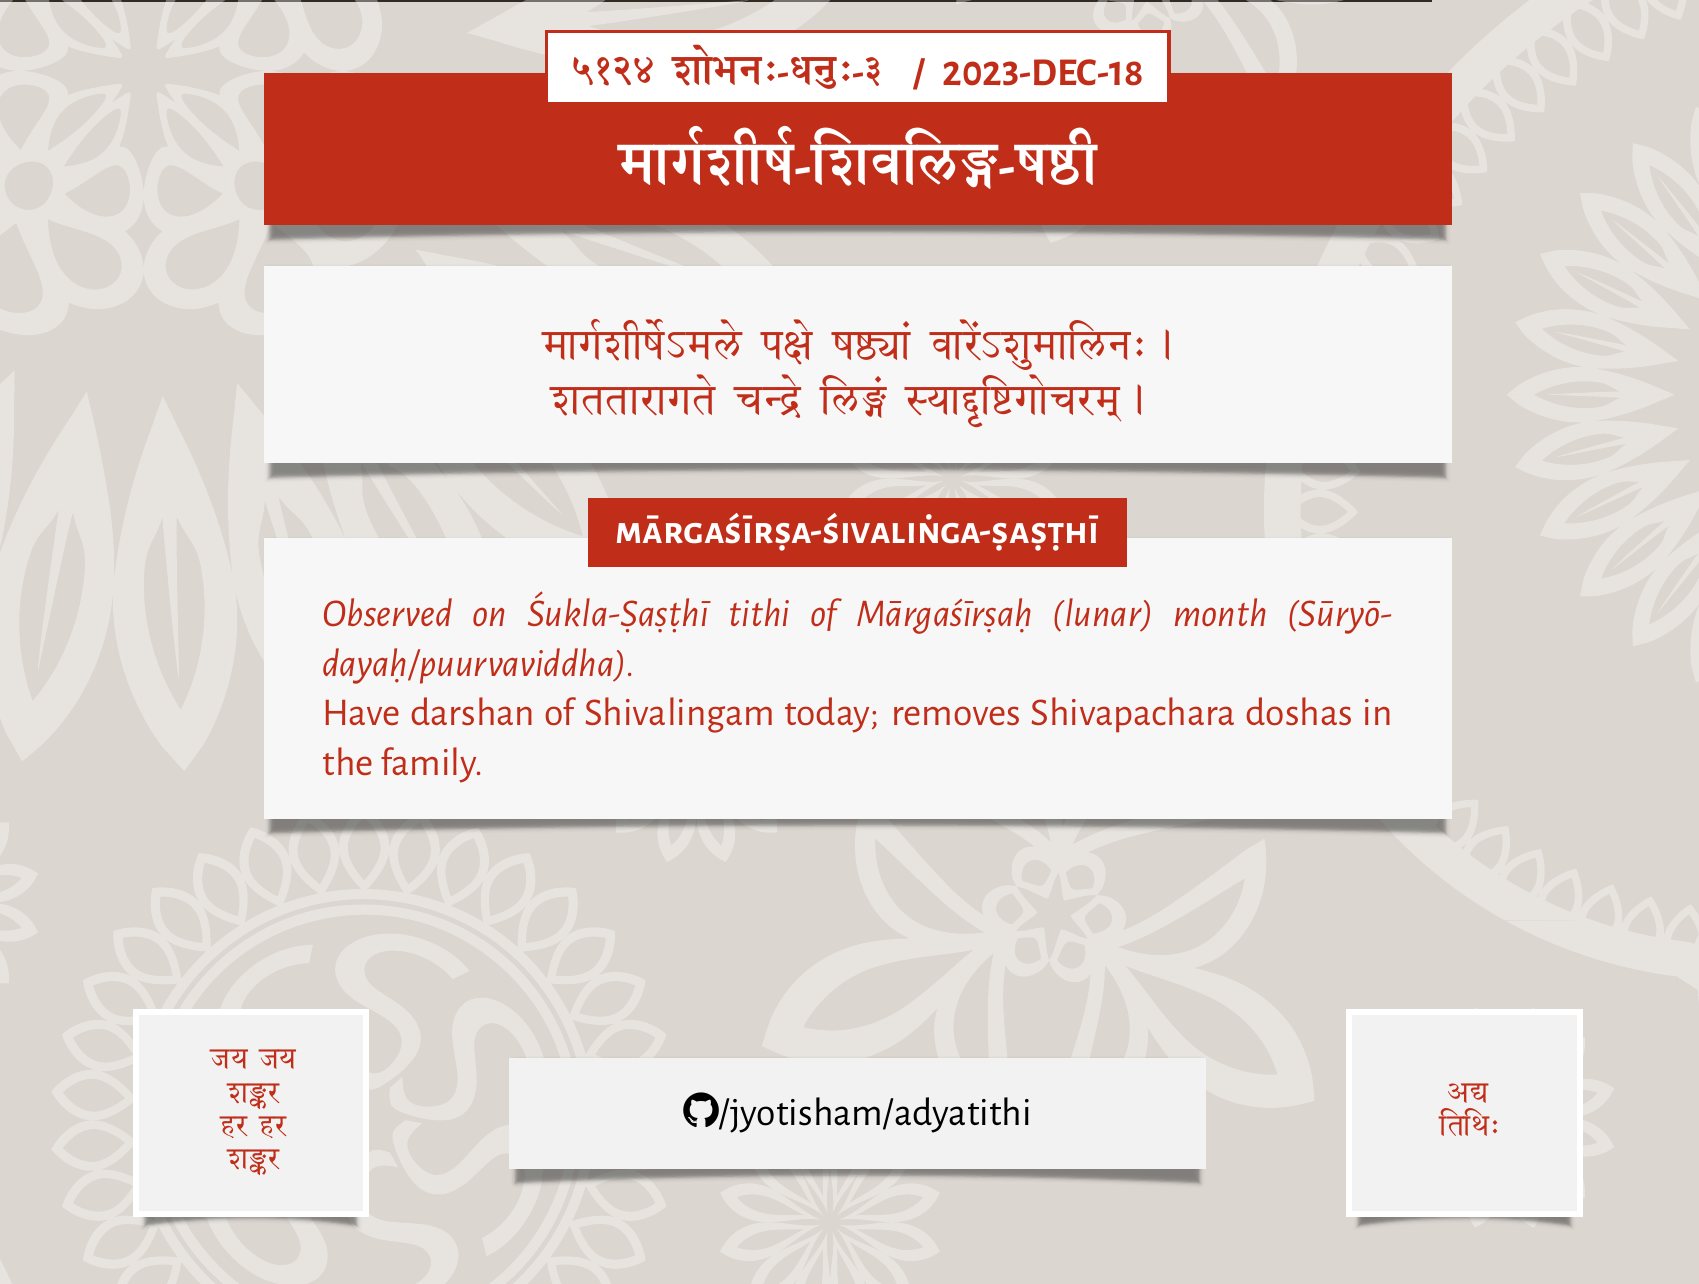 ५१२४ शोभनः-धनुः-३ / 2023-DEC-18
मार्गशीर्ष-शिवलिङ्ग-षष्ठी
मार्गशीर्षेऽमले पक्षे षष्ठ्यां वारेंऽशुमालिनः ।
शततारागते चन्द्रे लिङ्गं स्याद्दृष्टिगोचरम् ।
MĀRGAŚĪRṢA-ŚIVALIṄGA-ṢAṢṬHĪ
Observed on Śukla-Ṣaṣṭhī tithi of Mārgaśīrṣaḥ (lunar) month (Sūryō-
dayaḥ/puurvaviddha).
Have darshan of Shivalingam today; removes Shivapachara doshas in
the family.
जय जय
शङ्कर
हर हर
शङ्कर
/jyotisham/adyatithi
अद्य
तिथिः